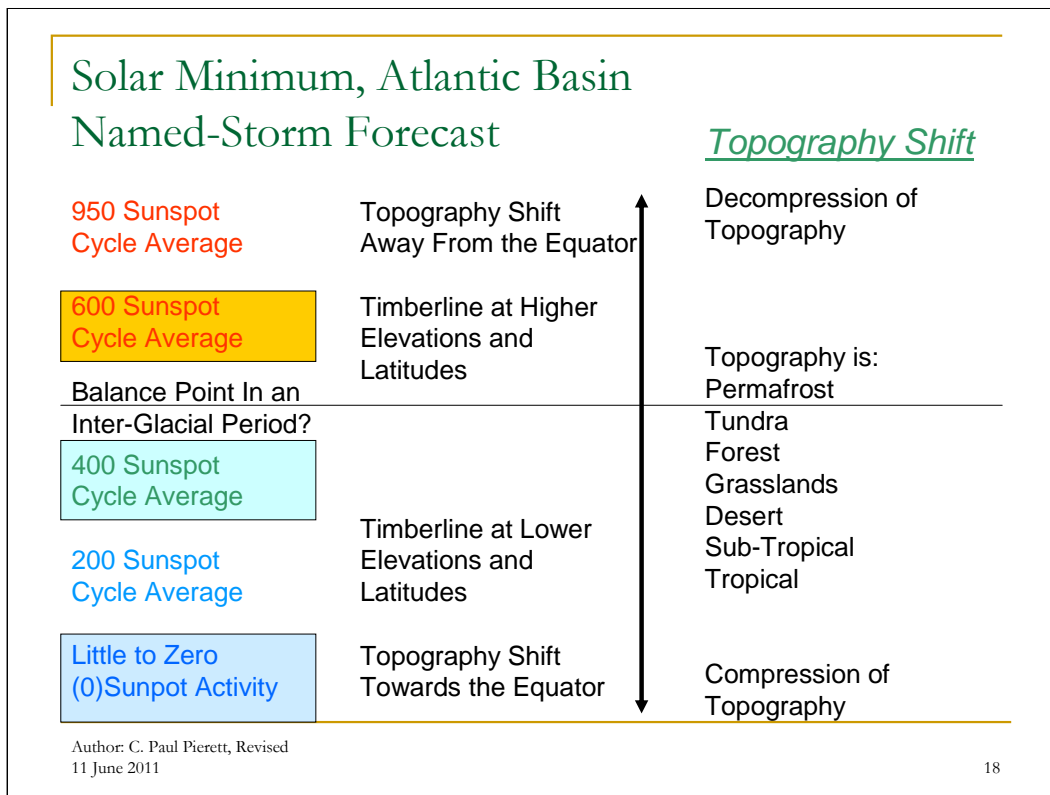 Solar Minimum, Atlantic Basin
Named-Storm Forecast
Topography Shift
950 Sunspot
Cycle Average
600 Sunspot
Cycle Average
Balance Point In an
Inter-Glacial Period?
400 Sunspot
Cycle Average
200 Sunspot
Cycle Average
Little to Zero
(0)Sunpot Activity
Topography Shift
Away From the Equator
Timberline at Higher
Elevations and
Latitudes
Timberline at Lower
Elevations and
Latitudes
Topography Shift
Towards the Equator
Decompression of
Topography
Topography is:
Permafrost
Tundra
Forest
Grasslands
Desert
Sub-Tropical
Tropical
Compression of
Topography
Author: C. Paul Pierett, Revised
11 June 2011
18